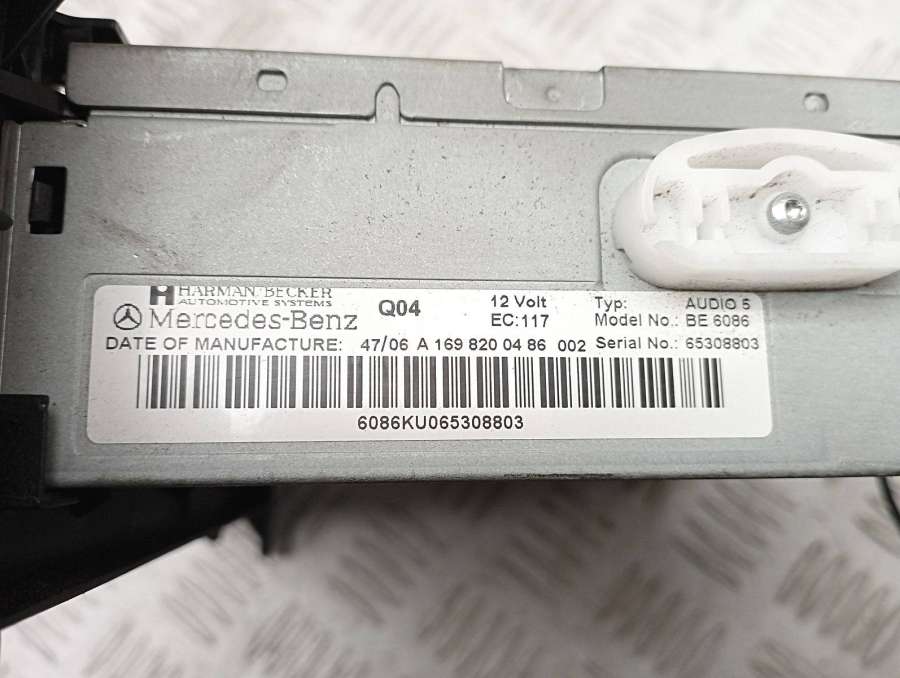 HARMAN/BECKER
AUTOMOTIVE SYSTEMS
Mercedes-Benz Q04 12 Volt EC:117 Typ: AUDIO 5
Model No.: BE 6086
DATE OF MANUFACTURE: 47/06 A 169 820 04 86 002 Serial No.: 65308803
6086KU065308803